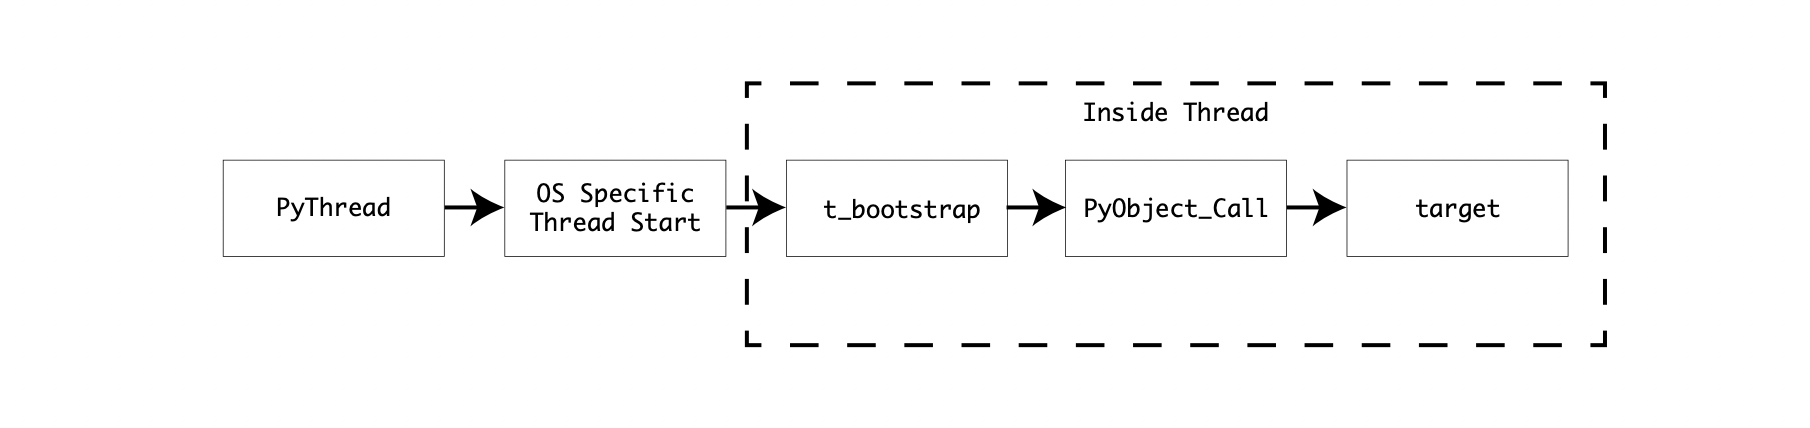 Inside Thread
PyThread
OS Specific
Thread Start
t_bootstrap
PyObject_Call
target